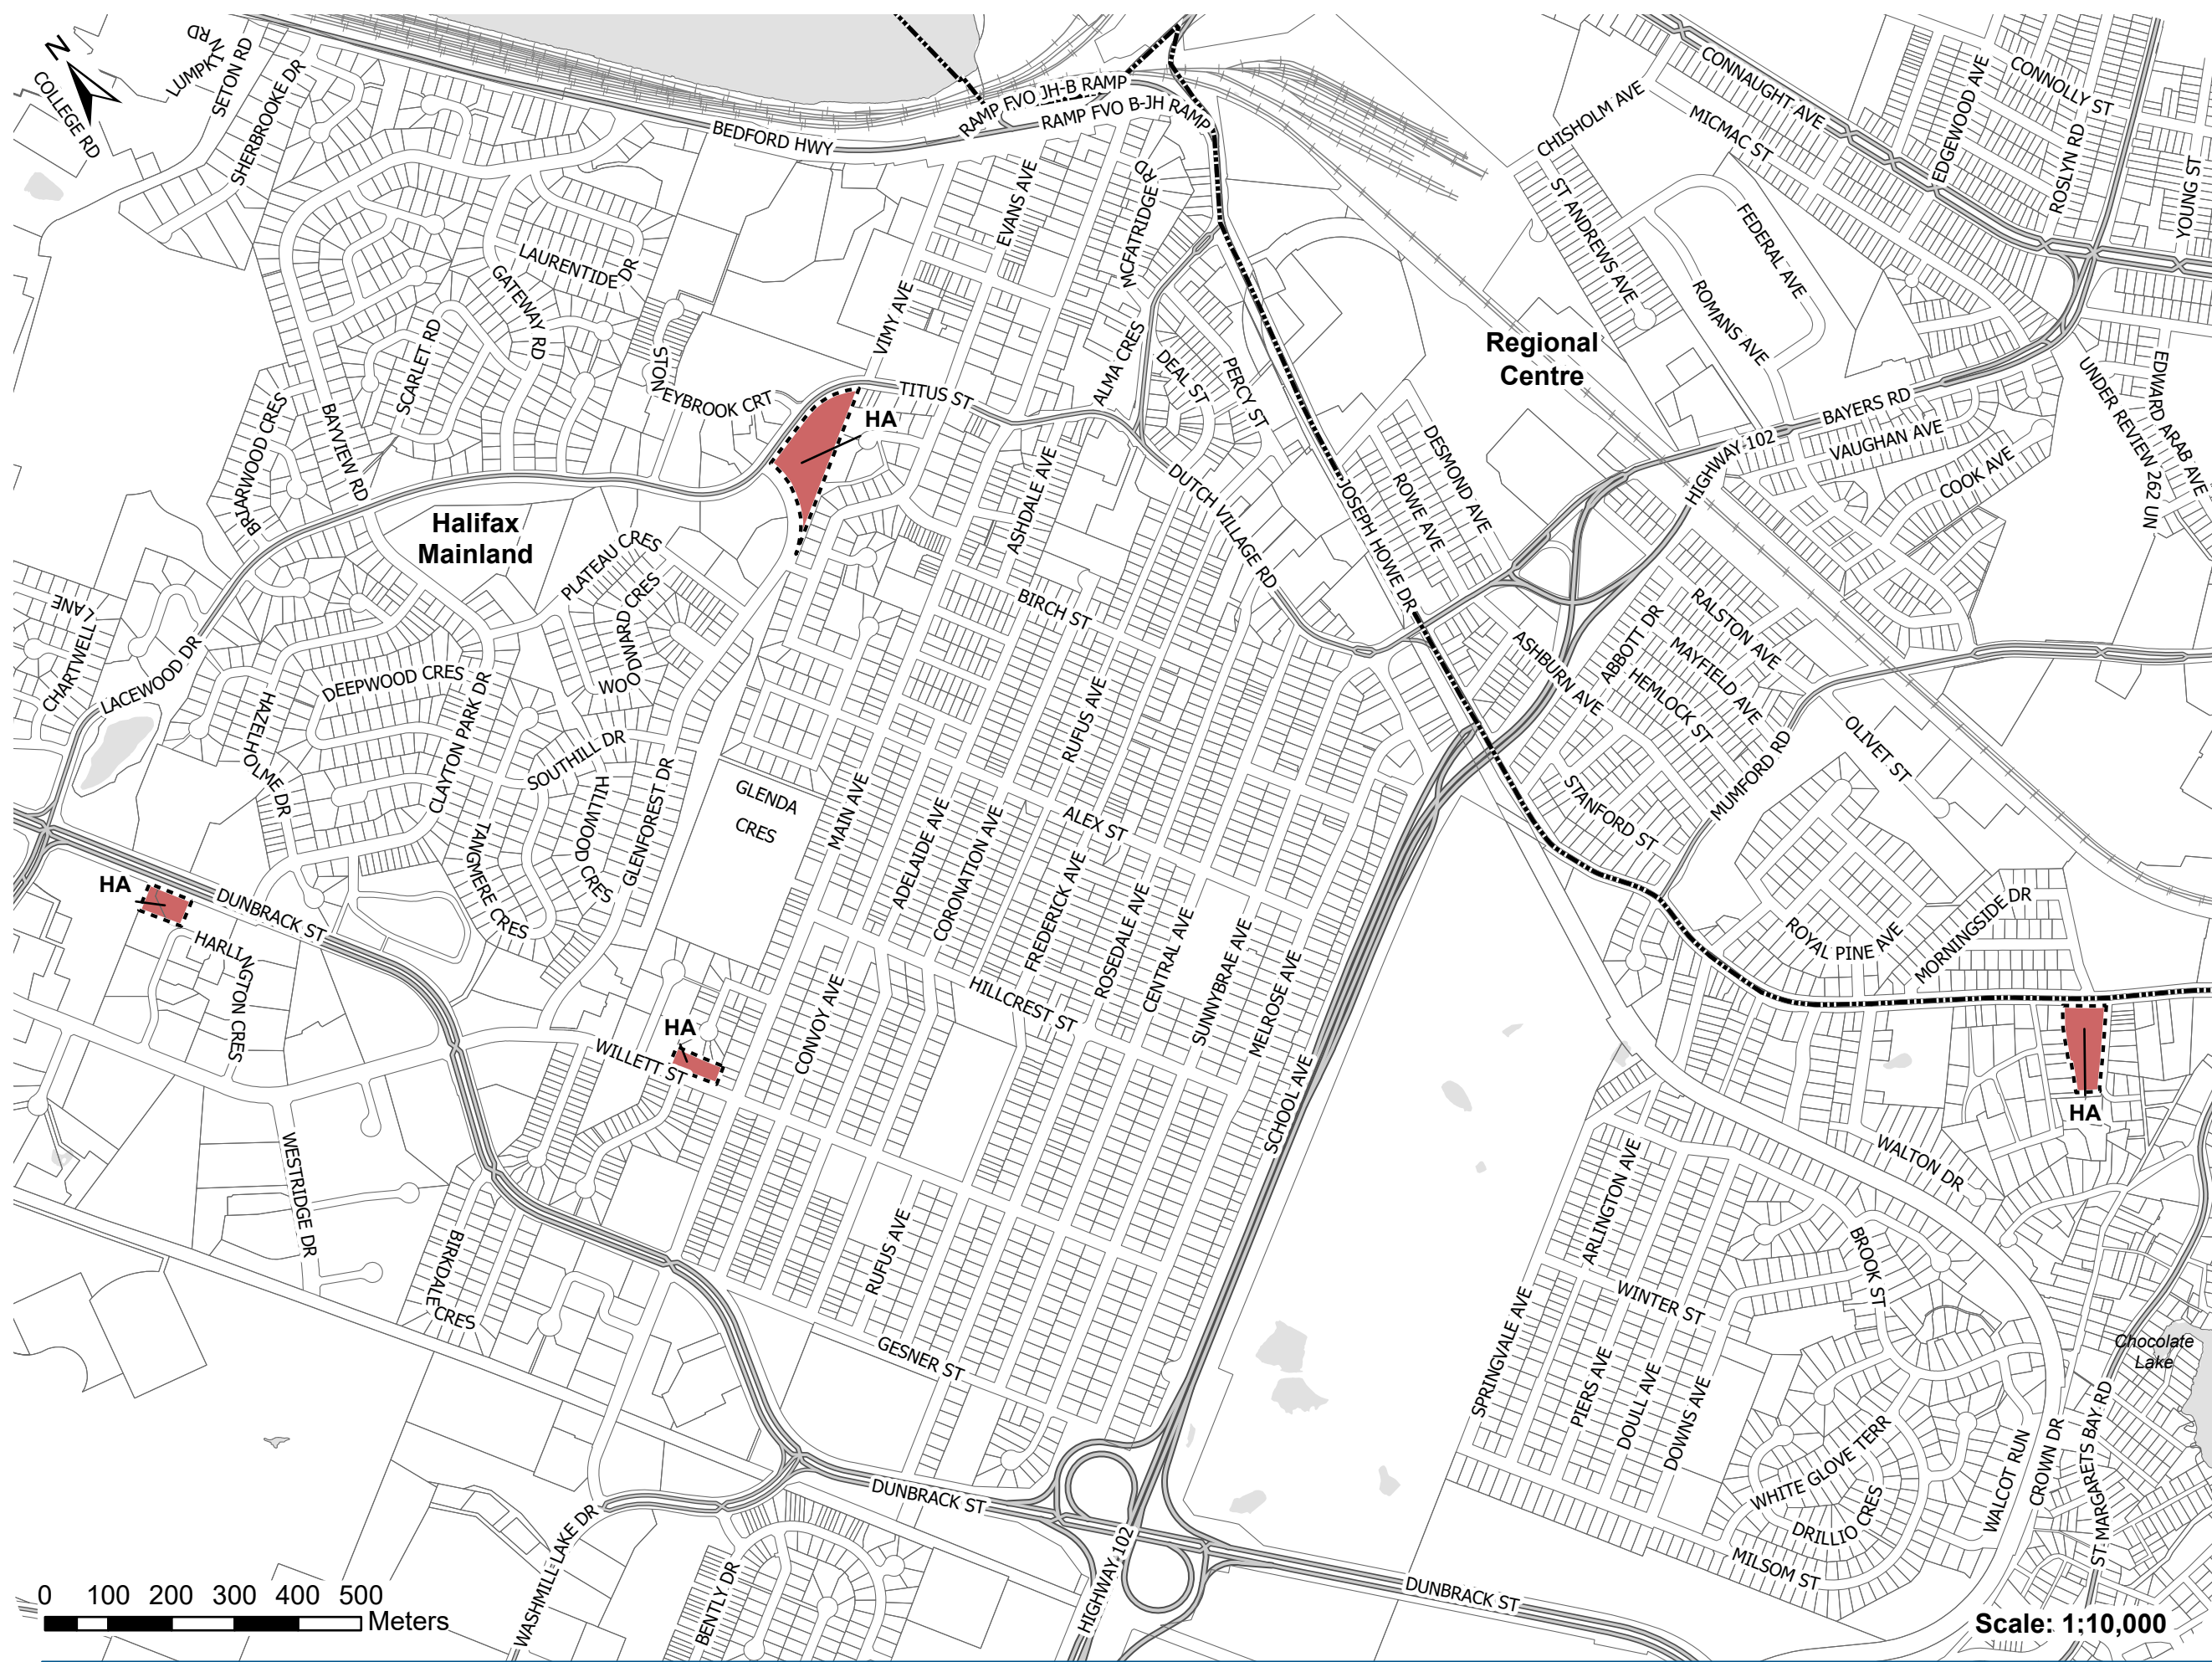 N
LUMPKIN RD
COLLEGE RD
SETON RD
SHERBROOKE DR
BEDFORD HWY
RAMP FVO JH-B RAMP
RAMP FVO B-JH RAMP
CONNAUGHT AVE
CONNOLLY ST
EDGEWOOD AVE
CHISHOLM AVE
MICMAC ST
ROSLYN RD
YOUNG ST
EVANS AVE
MCFATRIDGE RD
ST ANDREWS AVE
FEDERAL AVE
ROMANS AVE
LAURENTIDE DR
GATEWAY RD
SCARLET RD
STONEYBROOK CRT
VIMY AVE
TITUS ST
HA
ALMA CRES
DEAL ST
PERCY ST
Regional
Centre
UNDER REVIEW 262 UN
EDWARD ARAB AVE
BAYERS RD
HIGHWAY 102
VAUGHAN AVE
COOK AVE
BRIARWOOD CRES
BAYVIEW RD
Halifax
Mainland
ASHDALE AVE
DUTCH VILLAGE RD
JOSEPH HOWE DR
ROWE AVE
DESMOND AVE
PLATEAU CRES
WOODWARD CRES
BIRCH ST
CHARTWELL LANE
LACEWOOD DR
HAZELHOLME DR
DEEPWOOD CRES
CLAYTON PARK DR
SOUTHILL DR
HILLWOOD CRES
GLENFOREST DR
TANGMERE CRES
RUFUS AVE
ASHBURN AVE
ABBOTT DR
RALSTON AVE
MAYFIELD AVE
HEMLOCK ST
MUMFORD RD
OLIVET ST
STANFORD ST
GLENDA
CRES
MAIN AVE
ADELAIDE AVE
CORONATION AVE
ALEX ST
FREDERICK AVE
ROSEDALE AVE
CENTRAL AVE
SUNNYBRAE AVE
MELROSE AVE
HA
DUNBRACK ST
HARLINGTON CRES
ROYAL PINE AVE
MORNINGSIDE DR
HILLCREST ST
CONVOY AVE
HA
WILLETT ST
SCHOOL AVE
HA
WESTRIDGE DR
WALTON DR
ARLINGTON AVE
BROOK ST
BIRKDALE CRES
RUFUS AVE
WINTER ST
SPRINGVALE AVE
PIERS AVE
DOULL AVE
DOWNS AVE
GESNER ST
Chocolate
Lake
WHITE GLOVE TERR
DRILLIO CRES
WALCOT RUN
CROWN DR
ST. MARGARETS BAY RD
DUNBRACK ST
WASHMILL LAKE DR
BENTLY DR
HIGHWAY 102
DUNBRACK ST
MILSOM ST
0 100 200 300 400 500
Meters
Scale: 1:10,000